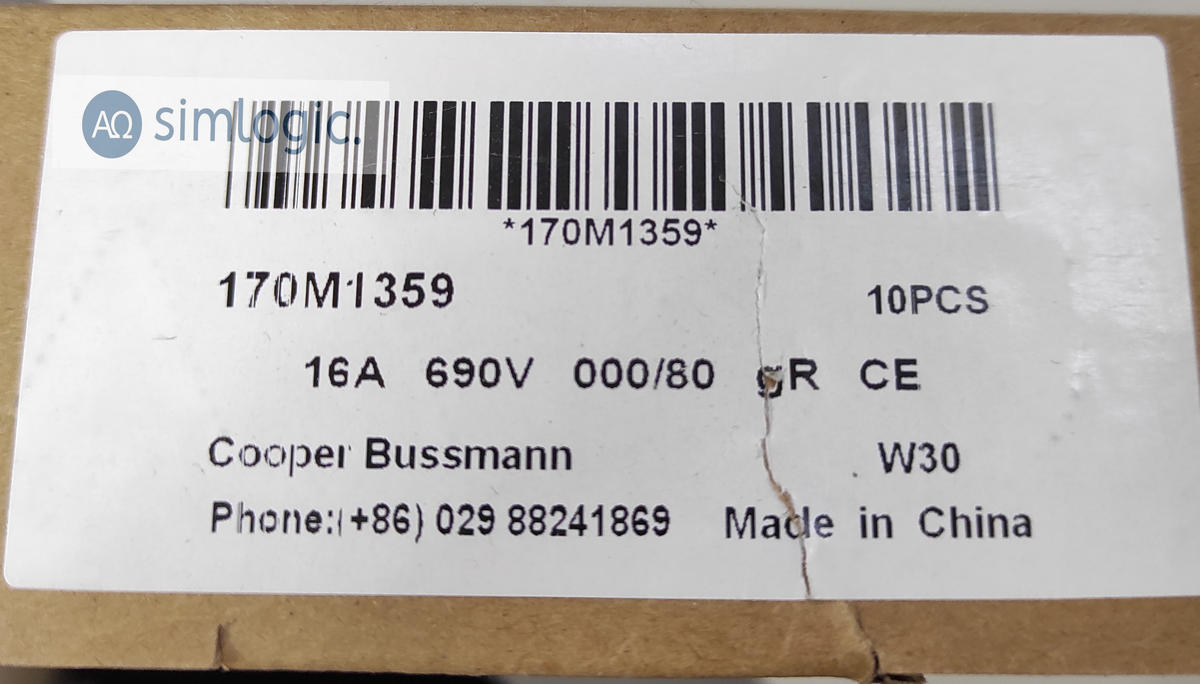 AΩ simlogic.
*170M1359*
170M1359 10PCS
16A 690V 000/80 gR CE
Cooper Bussmann W30
Phone:(+86) 029 88241869 Made in China